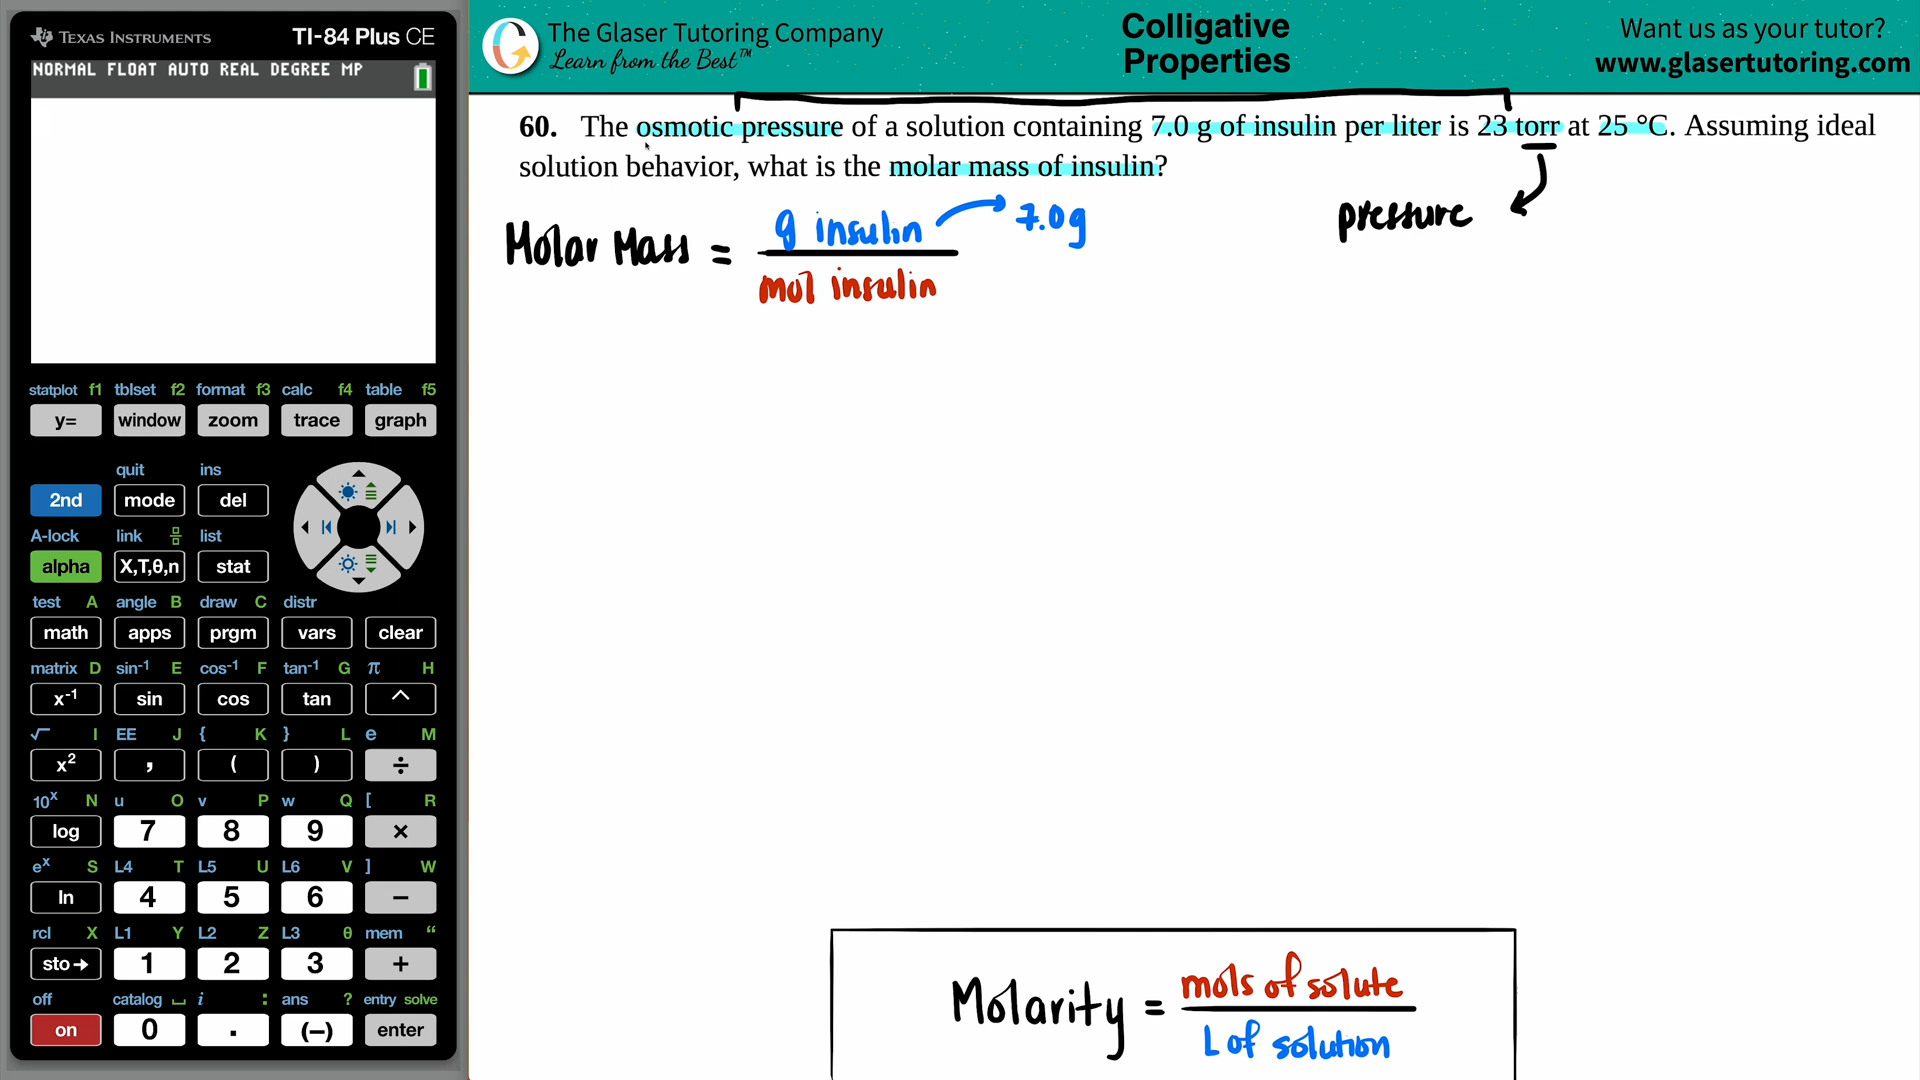 TEXAS INSTRUMENTS TI-84 Plus CE
NORMAL FLOAT AUTO REAL DEGREE MP
statplot f1 tblset f2 format f3 calc f4 table f5
y= window zoom trace graph
quit ins
2nd mode del
A-lock link list
alpha X,T,θ,n stat
test A angle B draw C distr
math apps prgm vars clear
matrix D sin⁻¹ E cos⁻¹ F tan⁻¹ G π H
x⁻¹ sin cos tan ^
√ I EE J { K } L e M
x² , ( ) ÷
10ˣ N u O v P w Q [ R
log 7 8 9 ×
eˣ S L4 T L5 U L6 V ] W
ln 4 5 6 −
rcl X L1 Y L2 Z L3 θ mem "
sto→ 1 2 3 +
off catalog ⎵ i : ans ? entry solve
on 0 . (−) enter
The Glaser Tutoring Company
Learn from the Best™
Colligative
Properties
Want us as your tutor?
www.glasertutoring.com
60. The osmotic pressure of a solution containing 7.0 g of insulin per liter is 23 torr at 25 °C. Assuming ideal
solution behavior, what is the molar mass of insulin?
pressure
Molar Mass = g insulin 7.0g
mol insulin
Molarity = mols of solute
L of solution